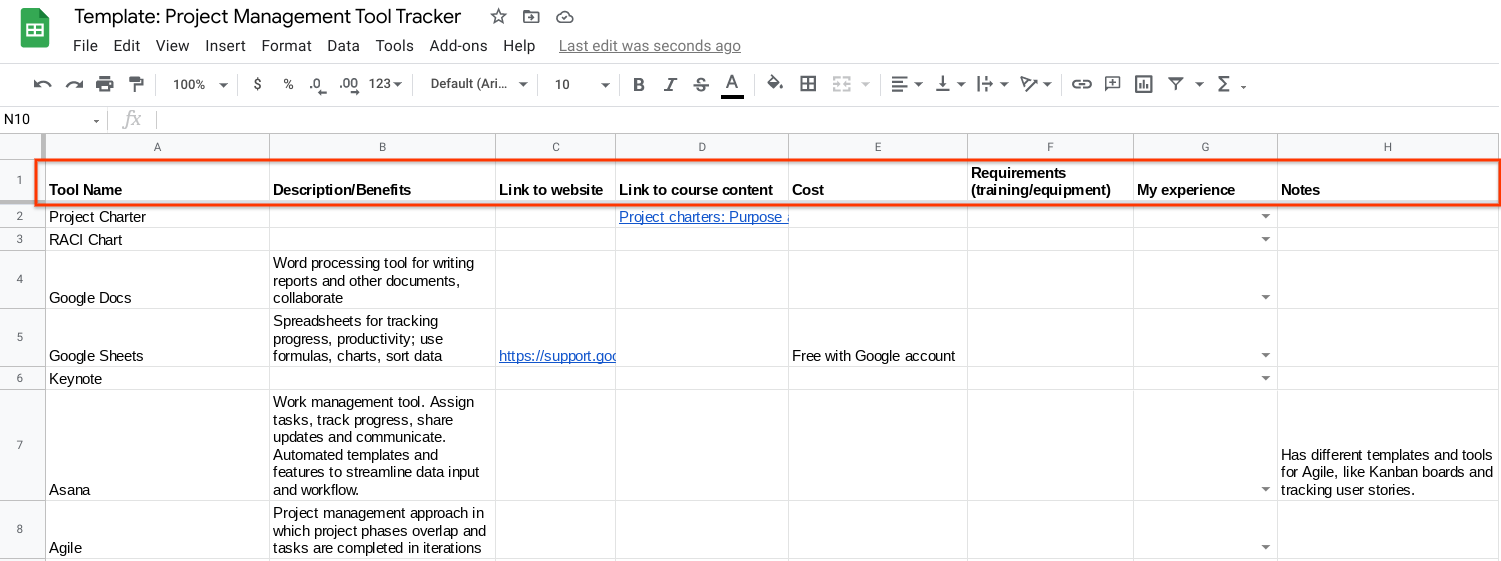 Template: Project Management Tool Tracker
File Edit View Insert Format Data Tools Add-ons Help Last edit was seconds ago
100% $ % .0 .00 123 Default (Ari... 10 B I S A Σ
N10 fx
A B C D E F G H
1
Tool Name
Description/Benefits
Link to website
Link to course content
Cost
Requirements
(training/equipment)
My experience
Notes
2
Project Charter
Project charters: Purpose
3
RACI Chart
4
Google Docs
Word processing tool for writing
reports and other documents,
collaborate
5
Google Sheets
Spreadsheets for tracking
progress, productivity; use
formulas, charts, sort data
https://support.goo
Free with Google account
6
Keynote
7
Asana
Work management tool. Assign
tasks, track progress, share
updates and communicate.
Automated templates and
features to streamline data input
and workflow.
Has different templates and tools
for Agile, like Kanban boards and
tracking user stories.
8
Agile
Project management approach in
which project phases overlap and
tasks are completed in iterations